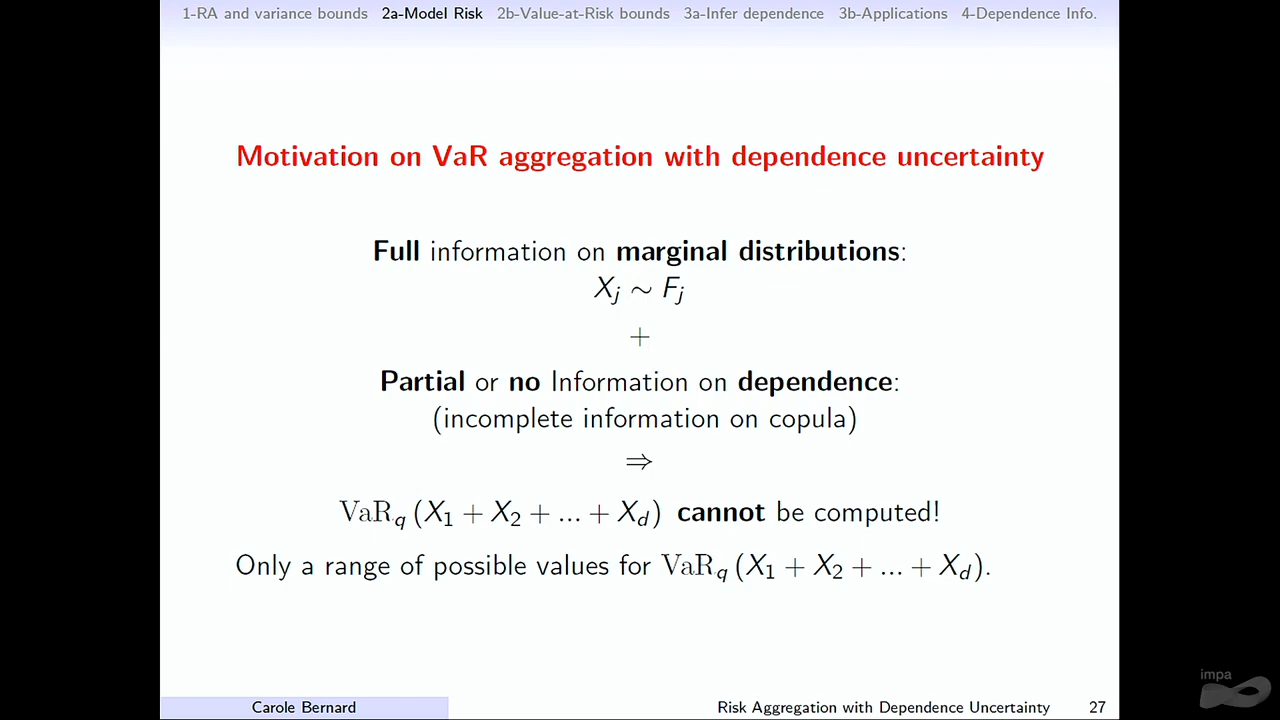 1-RA and variance bounds 2a-Model Risk 2b-Value-at-Risk bounds 3a-Infer dependence 3b-Applications 4-Dependence Info.
Motivation on VaR aggregation with dependence uncertainty
Full information on marginal distributions:
X_j ∼ F_j
+
Partial or no Information on dependence:
(incomplete information on copula)
⇒
VaR_q (X_1 + X_2 + ... + X_d) cannot be computed!
Only a range of possible values for VaR_q (X_1 + X_2 + ... + X_d).
impa
Carole Bernard Risk Aggregation with Dependence Uncertainty 27